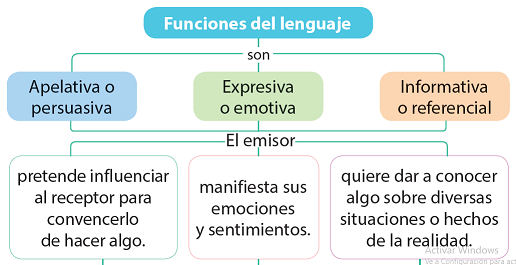 Funciones del lenguaje
son
Apelativa o
persuasiva
Expresiva
o emotiva
Informativa
o referencial
El emisor
pretende influenciar
al receptor para
convencerlo
de hacer algo.
manifiesta sus
emociones
y sentimientos.
quiere dar a conocer
algo sobre diversas
situaciones o hechos
de la realidad.
Activar Windows
Ve a Configuración para act